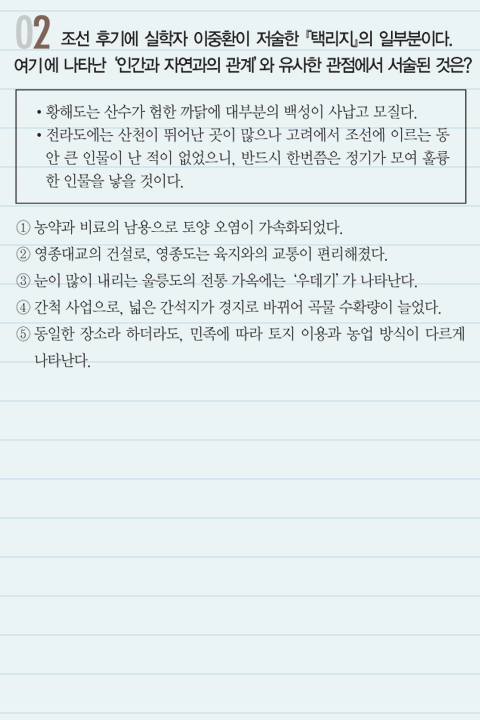 02 조선 후기에 실학자 이중환이 저술한 『택리지』의 일부분이다.
여기에 나타난 ‘인간과 자연과의 관계’와 유사한 관점에서 서술된 것은?
• 황해도는 산수가 험한 까닭에 대부분의 백성이 사납고 모질다.
• 전라도에는 산천이 뛰어난 곳이 많으나 고려에서 조선에 이르는 동
안 큰 인물이 난 적이 없었으니, 반드시 한번쯤은 정기가 모여 훌륭
한 인물을 낳을 것이다.
① 농약과 비료의 남용으로 토양 오염이 가속화되었다.
② 영종대교의 건설로, 영종도는 육지와의 교통이 편리해졌다.
③ 눈이 많이 내리는 울릉도의 전통 가옥에는 ‘우데기’가 나타난다.
④ 간척 사업으로, 넓은 간석지가 경지로 바뀌어 곡물 수확량이 늘었다.
⑤ 동일한 장소라 하더라도, 민족에 따라 토지 이용과 농업 방식이 다르게
나타난다.